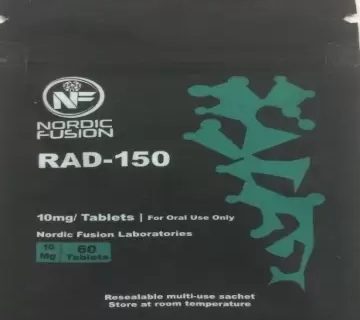 NF
NORDIC
FUSION
RAD-150
10mg/ Tablets | For Oral Use Only
Nordic Fusion Laboratories
10 Mg 60 Tablets
Resealable multi-use sachet
Store at room temperature